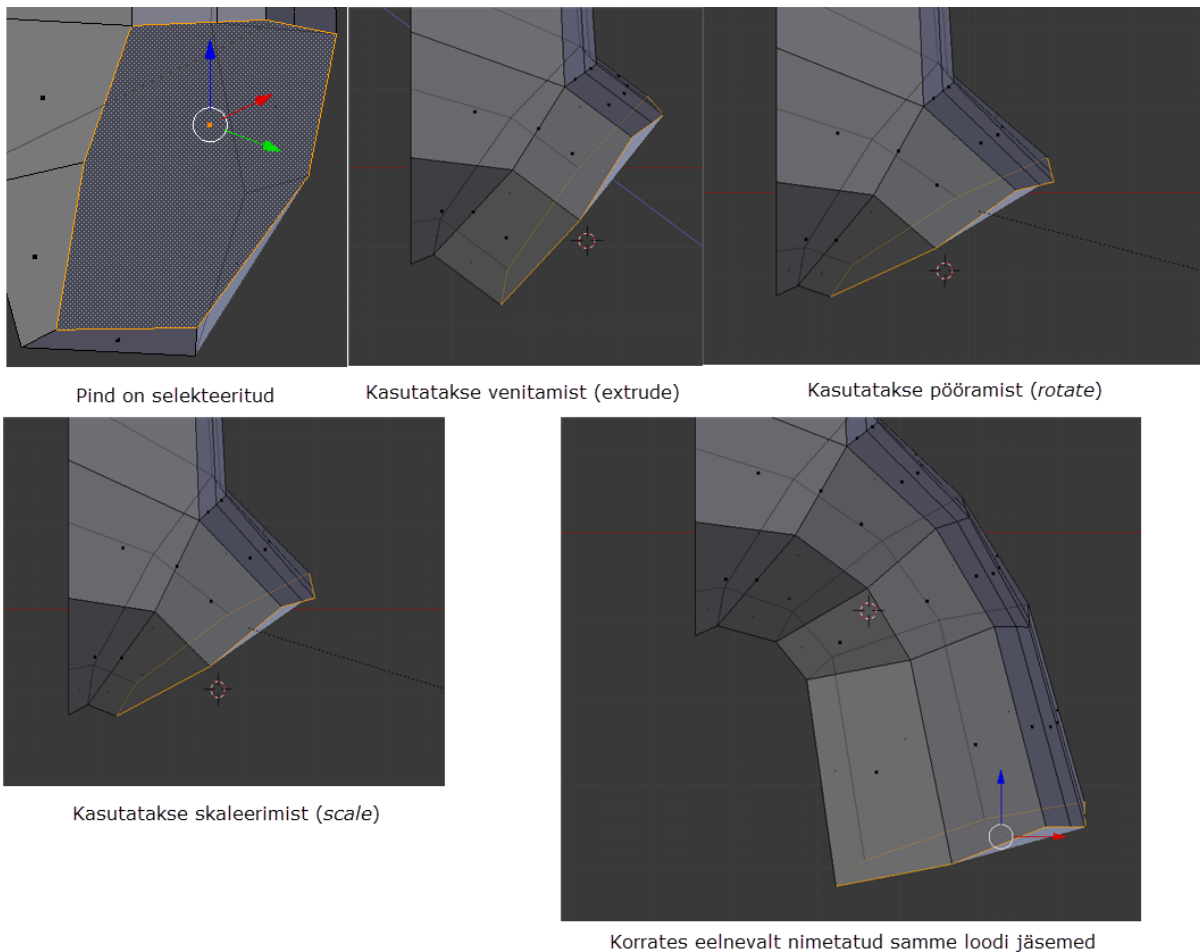 Pind on selekteeritud
Kasutatakse venitamist (extrude)
Kasutatakse pööramist (rotate)
Kasutatakse skaleerimist (scale)
Korrates eelnevalt nimetatud samme loodi jäsemed